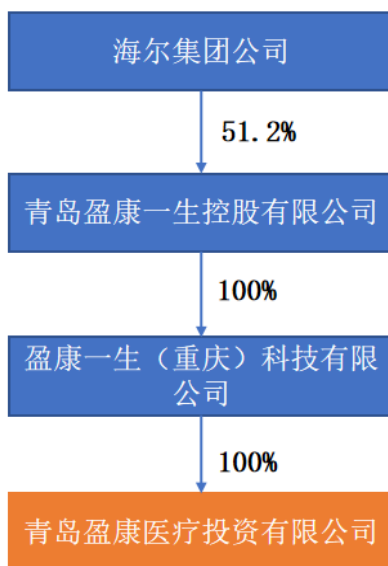 海尔集团公司
51.2%
青岛盈康一生控股有限公司
100%
盈康一生（重庆）科技有限
公司
100%
青岛盈康医疗投资有限公司